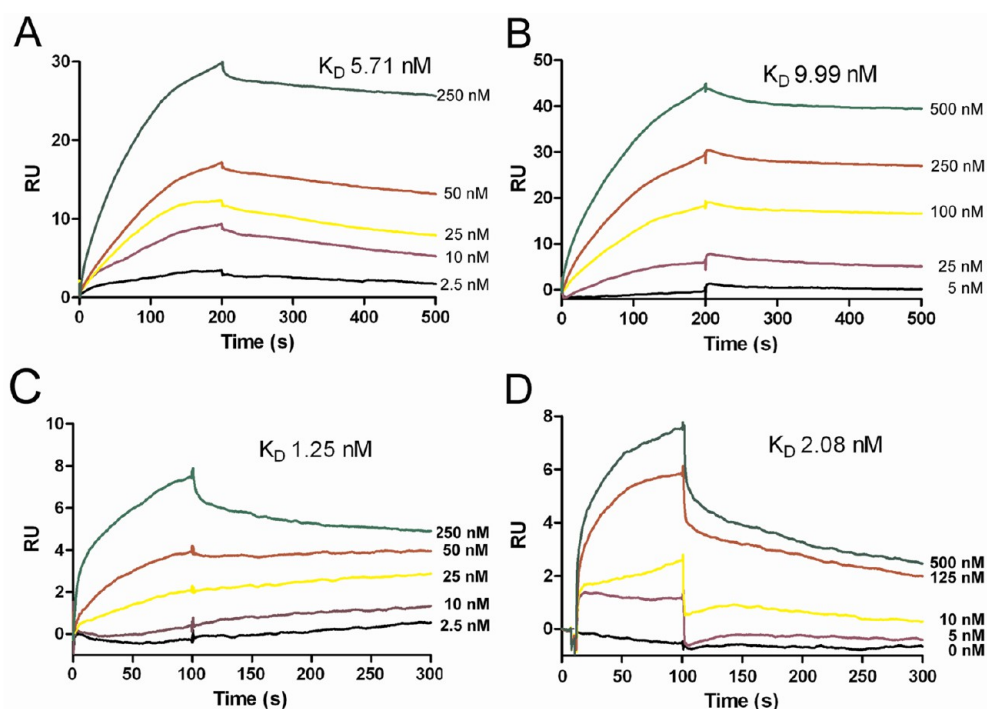 A
K_D 5.71 nM
30
20
10
0
RU
250 nM
50 nM
25 nM
10 nM
2.5 nM
0 100 200 300 400 500
Time (s)
B
K_D 9.99 nM
50
40
30
20
10
0
RU
500 nM
250 nM
100 nM
25 nM
5 nM
0 100 200 300 400 500
Time (s)
C
K_D 1.25 nM
10
8
6
4
2
0
RU
250 nM
50 nM
25 nM
10 nM
2.5 nM
0 50 100 150 200 250 300
Time (s)
D
K_D 2.08 nM
8
6
4
2
0
RU
500 nM
125 nM
10 nM
5 nM
0 nM
0 50 100 150 200 250 300
Time (s)